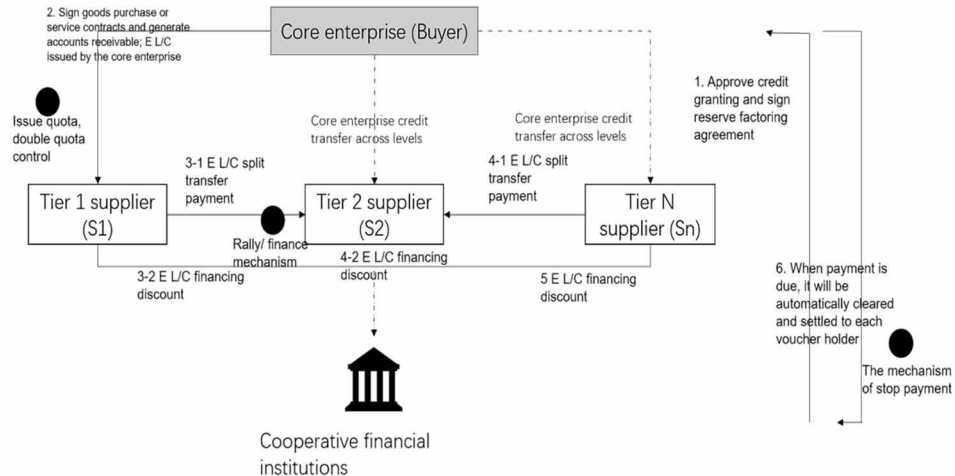 2. Sign goods purchase or
service contracts and generate
accounts receivable; E L/C
issued by the core enterprise
Core enterprise (Buyer)
1. Approve credit
granting and sign
reserve factoring
agreement
Issue quota,
double quota
control
Core enterprise credit
transfer across levels
Core enterprise credit
transfer across levels
3-1 E L/C split
transfer
payment
4-1 E L/C split
transfer
payment
Tier 1 supplier
(S1)
Tier 2 supplier
(S2)
Tier N
supplier (Sn)
Rally/ finance
mechanism
3-2 E L/C financing
discount
4-2 E L/C financing
discount
5 E L/C financing
discount
6. When payment is
due, it will be
automatically cleared
and settled to each
voucher holder
The mechanism
of stop payment
Cooperative financial
institutions